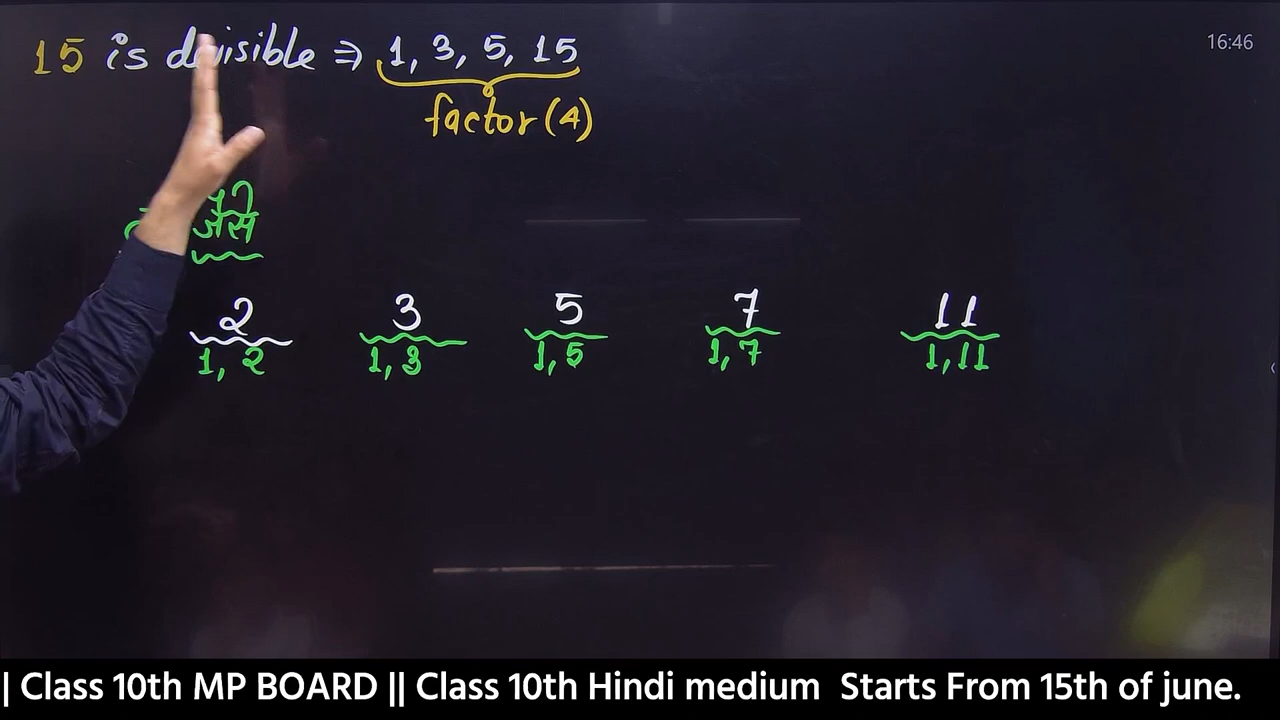 15 is divisible ⇒ 1, 3, 5, 15
16:46
factor (4)
जैसे
2 3 5 7 11
1, 2 1, 3 1, 5 1, 7 1, 11
| Class 10th MP BOARD || Class 10th Hindi medium Starts From 15th of june.